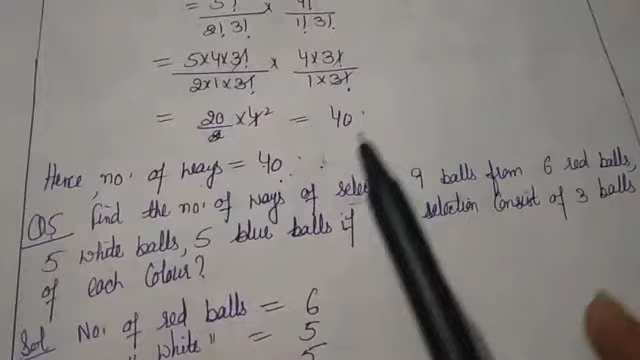 = 5! / 2! 3! × 4! / 1! 3!
= 5×4×3! / 2×1×3! × 4×3! / 1×3!
= 20/2 × 4² = 40
Hence, no. of ways = 40
Q5 Find the no. of ways of 9 balls from 6 red balls,
5 white balls, 5 blue balls if selection consist of 3 balls
of each colour?
Sol No. of red balls = 6
" white " = 5
5